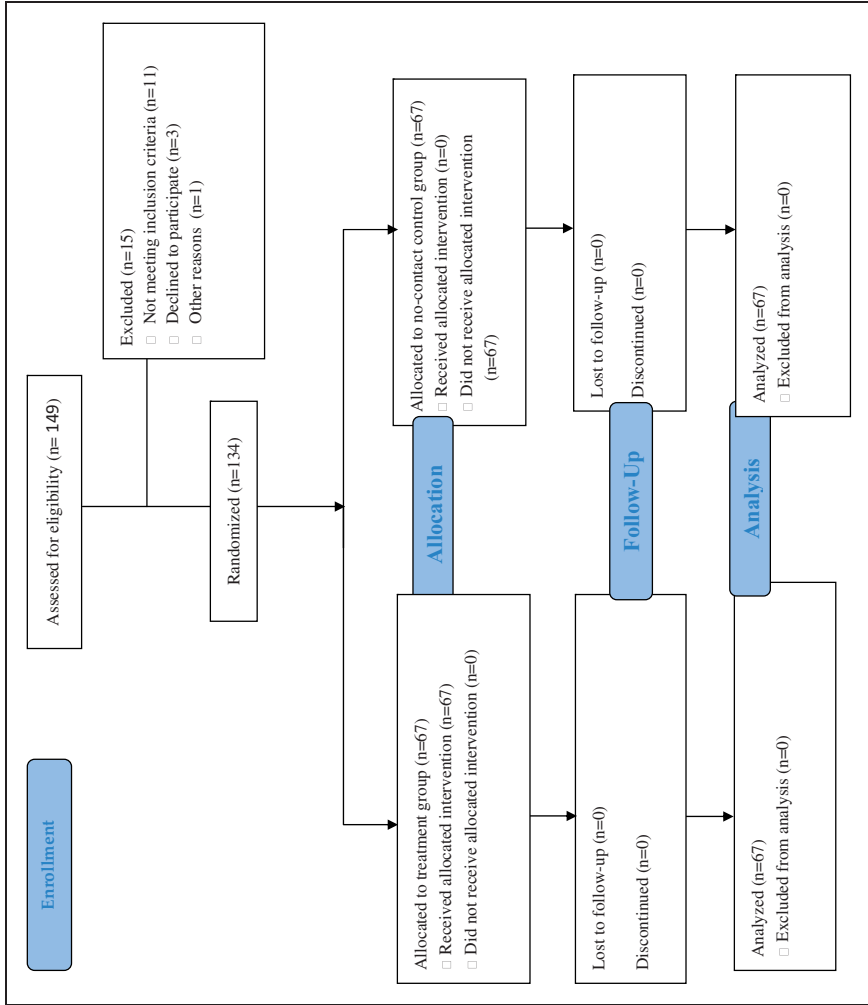 Enrollment
Assessed for eligibility (n= 149)
Excluded (n=15)
□ Not meeting inclusion criteria (n=11)
□ Declined to participate (n=3)
□ Other reasons (n=1)
Randomized (n=134)
Allocation
Allocated to treatment group (n=67)
□ Received allocated intervention (n=67)
□ Did not receive allocated intervention (n=0)
Allocated to no-contact control group (n=67)
□ Received allocated intervention (n=0)
□ Did not receive allocated intervention
(n=67)
Follow-Up
Lost to follow-up (n=0)
Discontinued (n=0)
Lost to follow-up (n=0)
Discontinued (n=0)
Analysis
Analyzed (n=67)
□ Excluded from analysis (n=0)
Analyzed (n=67)
□ Excluded from analysis (n=0)